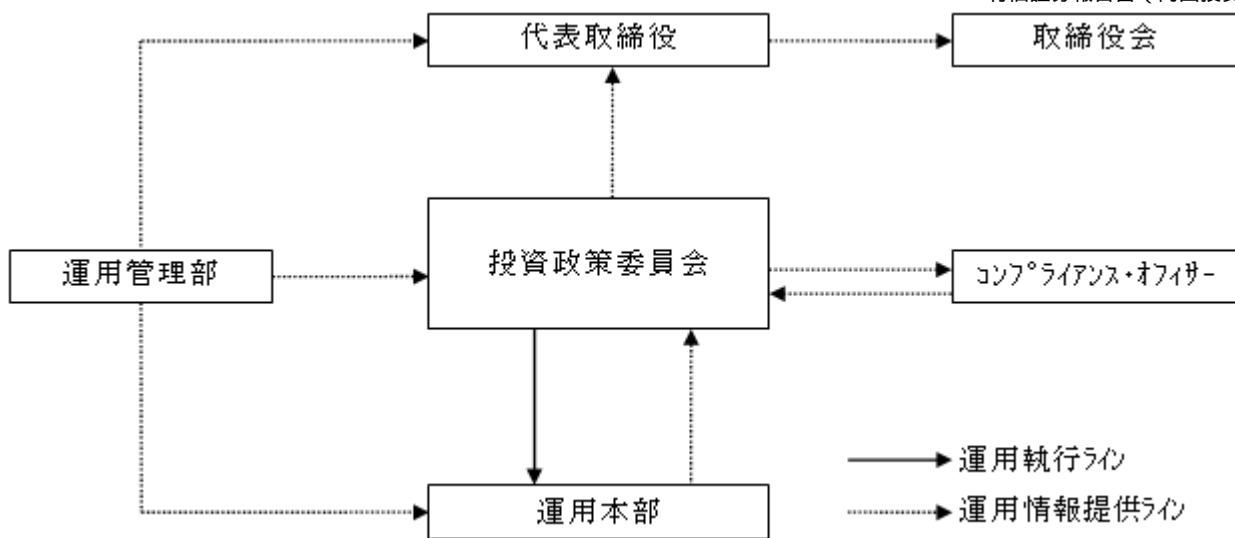 代表取締役
取締役会
運用管理部
投資政策委員会
ｺﾝﾌﾟﾗｲｱﾝｽ・ｵﾌｨｻｰ
運用本部
運用執行ﾗｲﾝ
運用情報提供ﾗｲﾝ